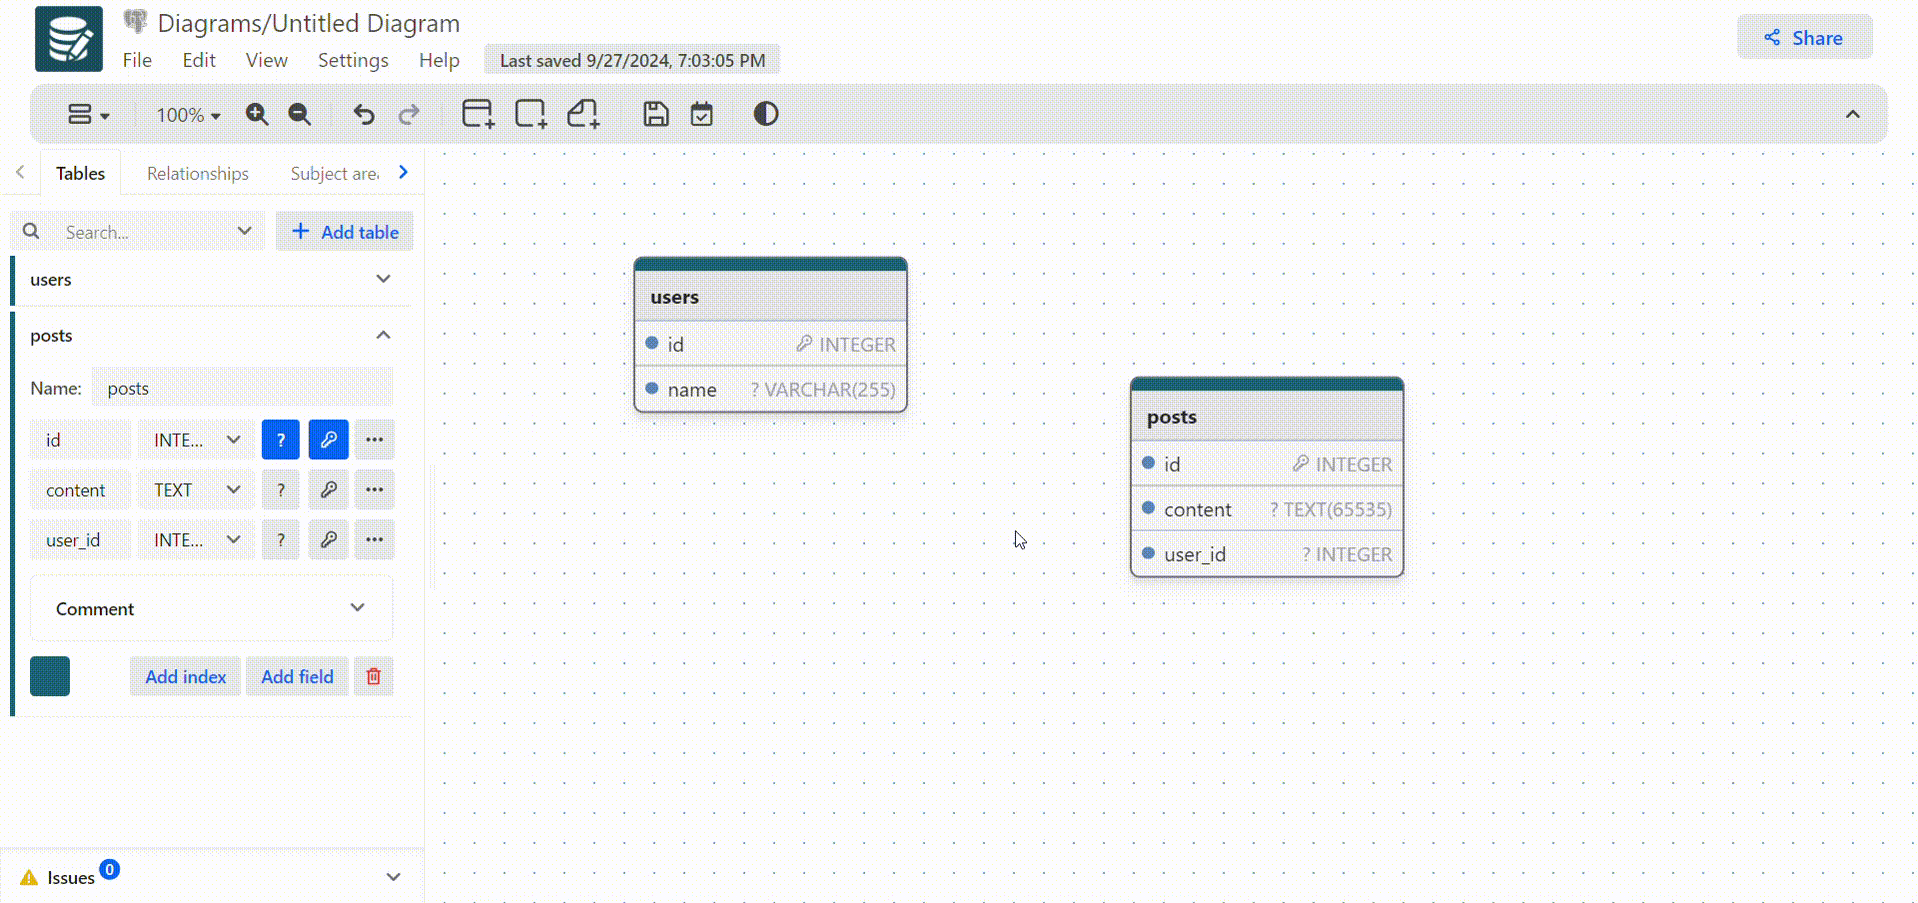 Diagrams/Untitled Diagram
File Edit View Settings Help Last saved 9/27/2024, 7:03:05 PM
Share
100%
Tables Relationships Subject area
Search... + Add table
users
posts
Name: posts
id INTE... ? ...
content TEXT ? ...
user_id INTE... ? ...
Comment
Add index Add field
Issues 0
users
id INTEGER
name ? VARCHAR(255)
posts
id INTEGER
content ? TEXT(65535)
user_id ? INTEGER